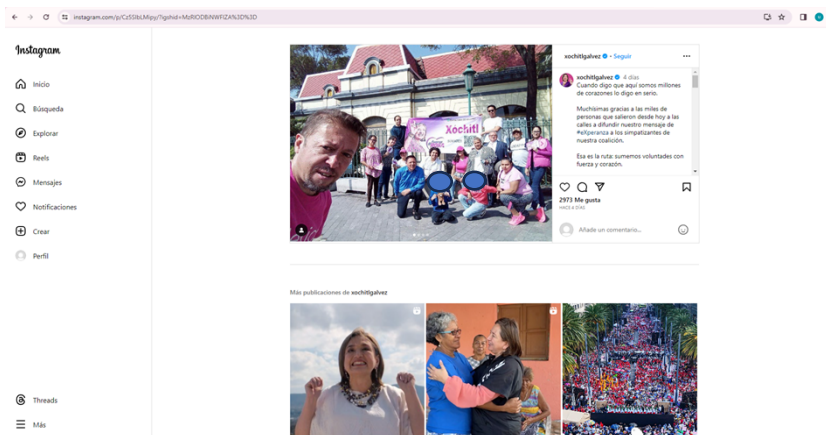 instagram.com/p/Cz5SIbLMipy/?igshid=MzRlODBiNWFlZA%3D%3D
Instagram
Inicio
Búsqueda
Explorar
Reels
Mensajes
Notificaciones
Crear
Perfil
Threads
Más
Xóchitl
xochitlgalvez • Seguir
xochitlgalvez 4 días
Cuando digo que aquí somos millones
de corazones lo digo en serio.
Muchísimas gracias a las miles de
personas que salieron desde hoy a las
calles a difundir nuestro mensaje de
#eXperanza a los simpatizantes de
nuestra coalición.
Esa es la ruta: sumemos voluntades con
fuerza y corazón.
2973 Me gusta
HACE 4 DÍAS
Añade un comentario...
Más publicaciones de xochitlgalvez